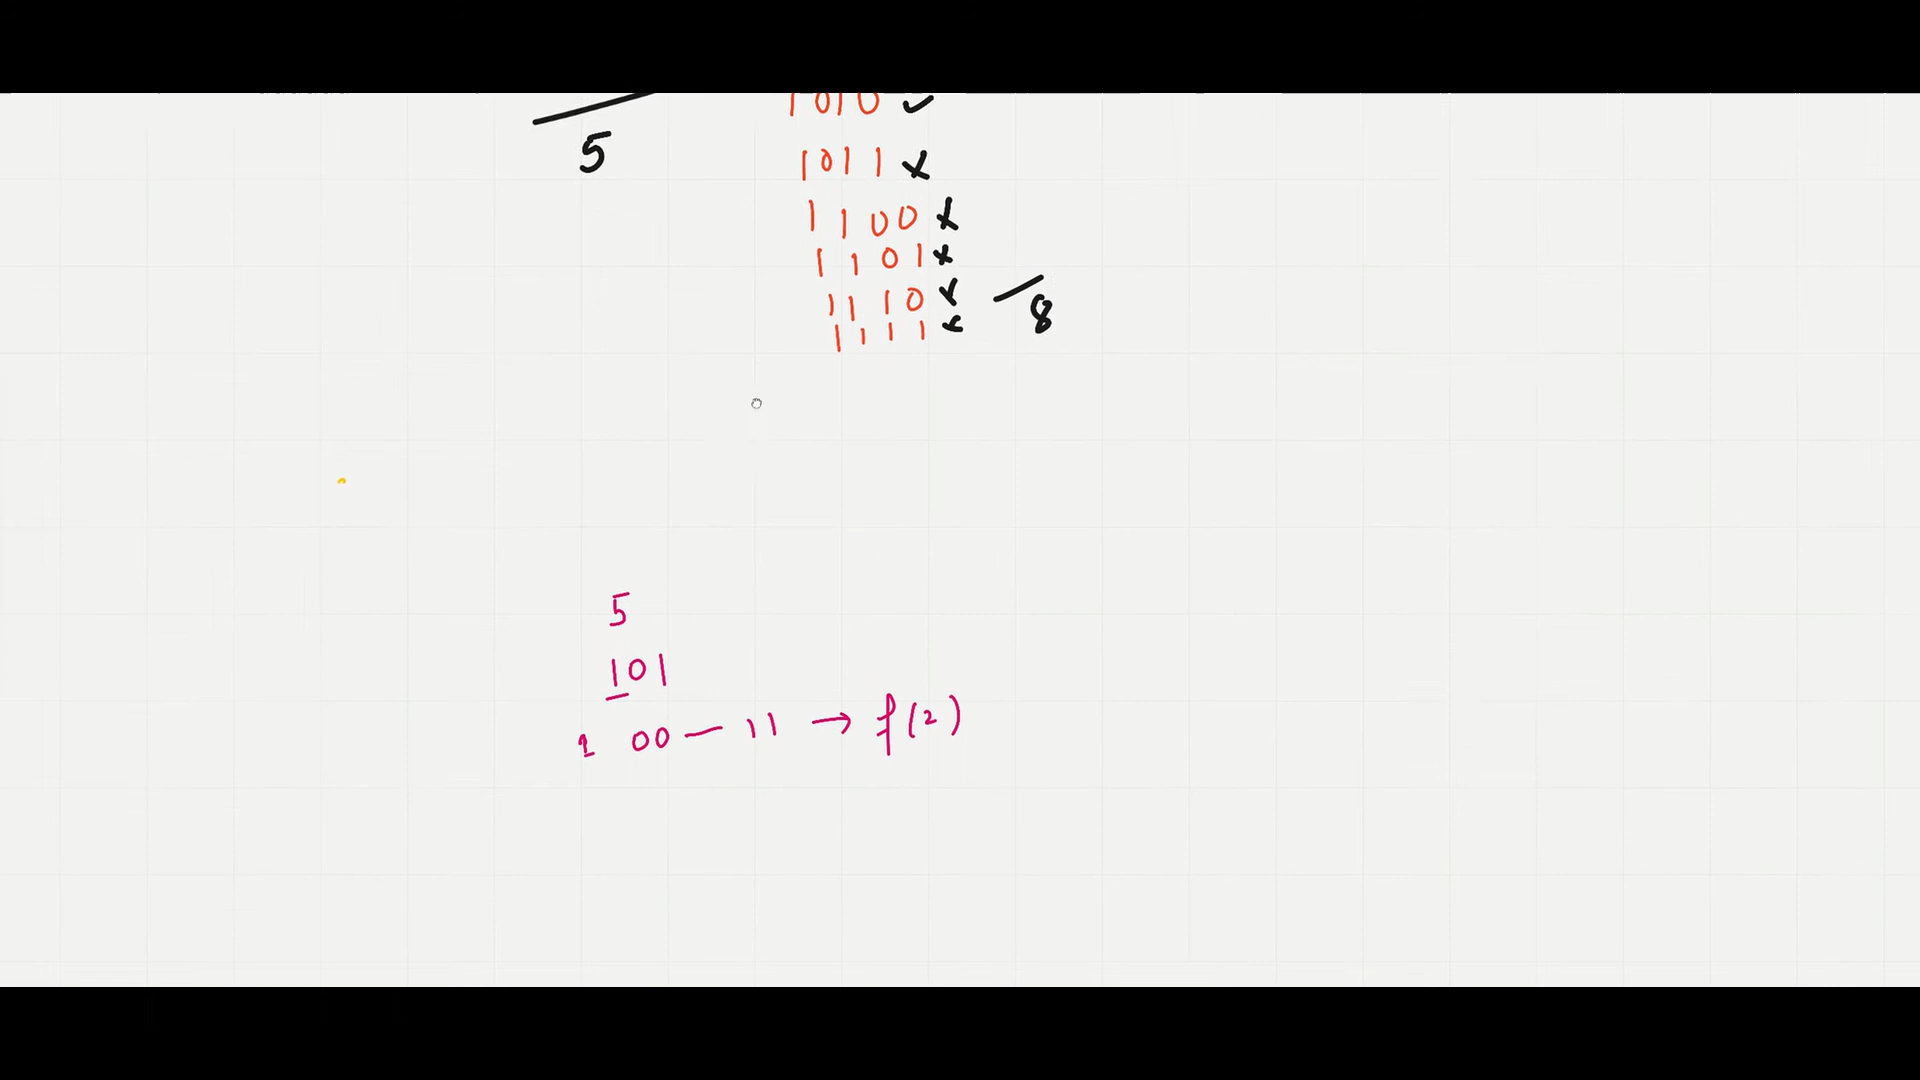 1010 ✓
5
1011 x
1100 x
1101 x
1110 x
1111 x
8
5
101
1 00 — 11 → f(2)